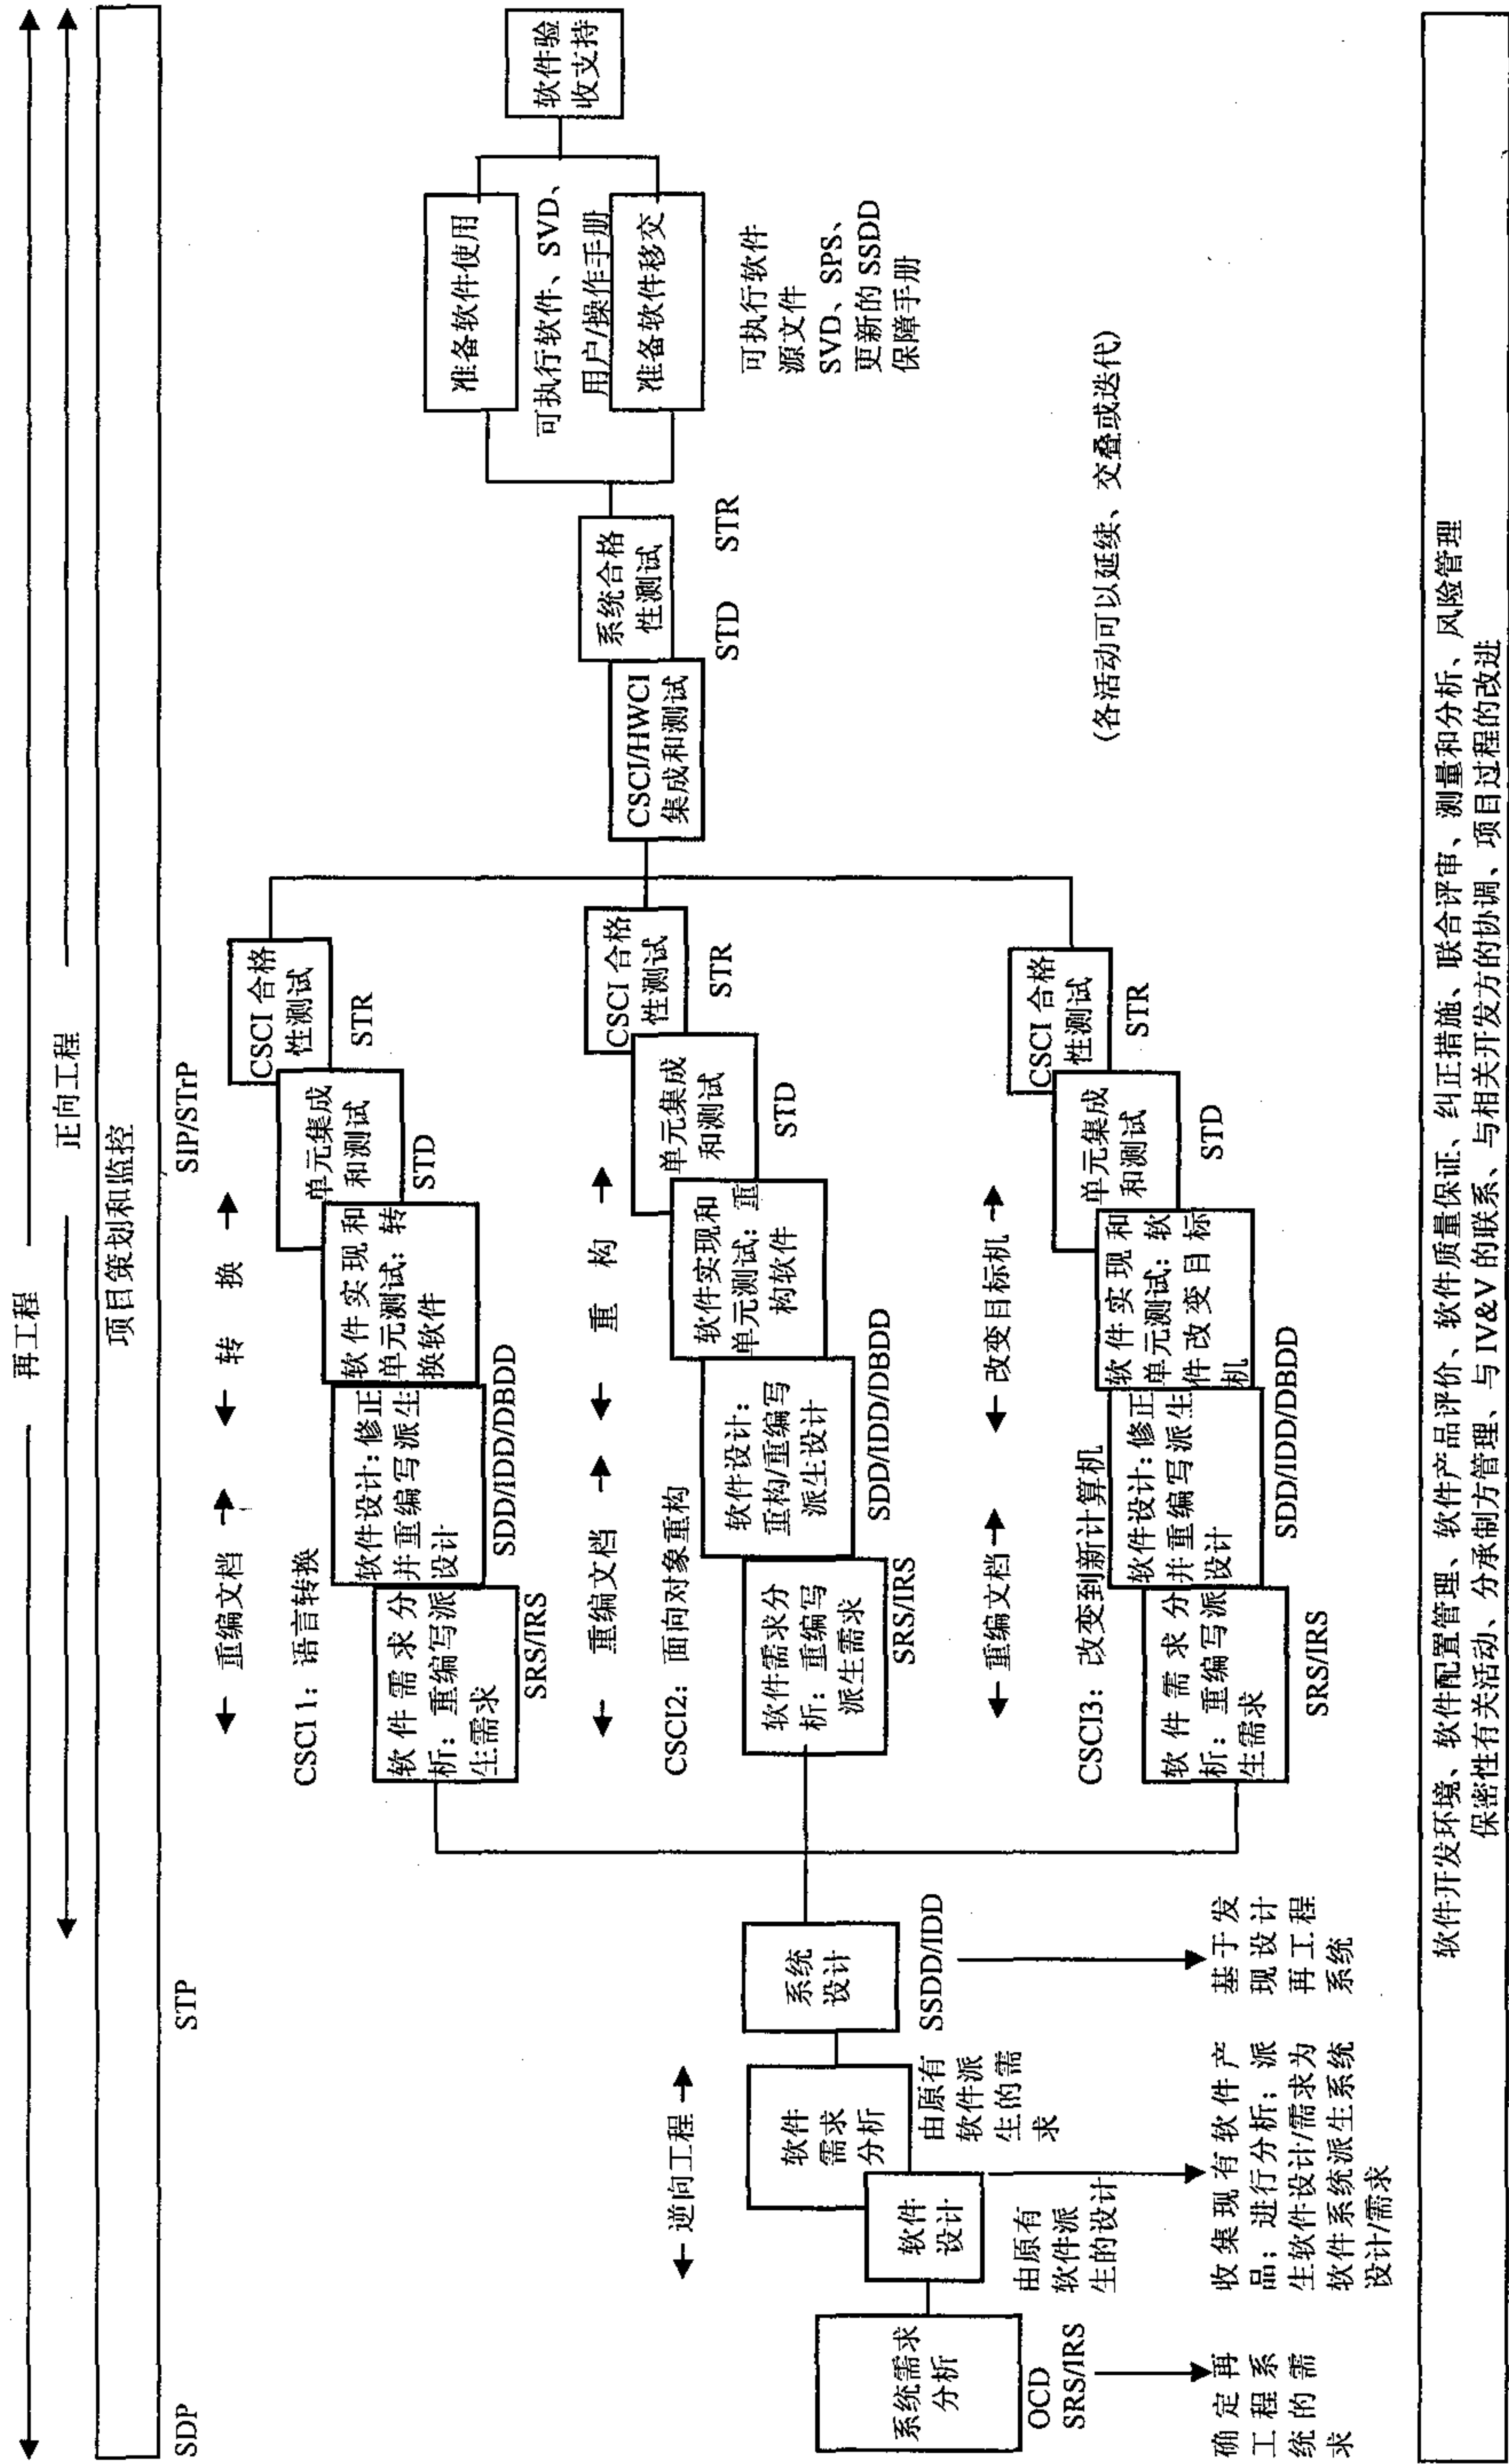 再工程
正向工程
项目策划和监控
SDP
STP
SIP/STrP
系统需求
分析
OCD
SRS/IRS
确定再
工程系
统的需
求
逆向工程
软件
设计
由原有
软件派
生的设计
软件
需求
分析
由原有
软件派
生的需
求
收集现有软件产
品；进行分析；派
生软件设计/需求为
软件系统派生系统
设计/需求
系统
设计
SSDD/IDD
基于发
现设计
再工程
系统
重编文档
转 换
CSCI 1：语言转换
软件需求分
析：重编写派
生需求
SRS/IRS
软件设计：修正
并重编写派生
设计
SDD/IDD/DBDD
软件实现和
单元测试：转
换软件
单元集成
和测试
STD
CSCI 合格
性测试
STR
重编文档
重 构
CSCI2：面向对象重构
软件需求分
析：重编写
派生需求
SRS/IRS
软件设计：
重构/重编写
派生设计
SDD/IDD/DBDD
软件实现和
单元测试：重
构软件
单元集成
和测试
STD
CSCI 合格
性测试
STR
重编文档
改变目标机
CSCI3：改变到新计算机
软件需求分
析：重编写派
生需求
SRS/IRS
软件设计：修正
并重编写派生
设计
SDD/IDD/DBDD
软件实现和
单元测试：软
件改变目标
机
单元集成
和测试
STD
CSCI 合格
性测试
STR
CSCI/HWCI
集成和测试
系统合格
性测试
STD
STR
准备软件使用
可执行软件、SVD、
用户/操作手册
准备软件移交
可执行软件
源文件
SVD、SPS、
更新的 SSDD
保障手册
软件验
收支持
(各活动可以延续、交叠或迭代)
软件开发环境、软件配置管理、软件产品评价、软件质量保证、纠正措施、联合评审、测量和分析、风险管理
保密性有关活动、分承制方管理、与 IV&V 的联系、与相关开发方的协调、项目过程的改进